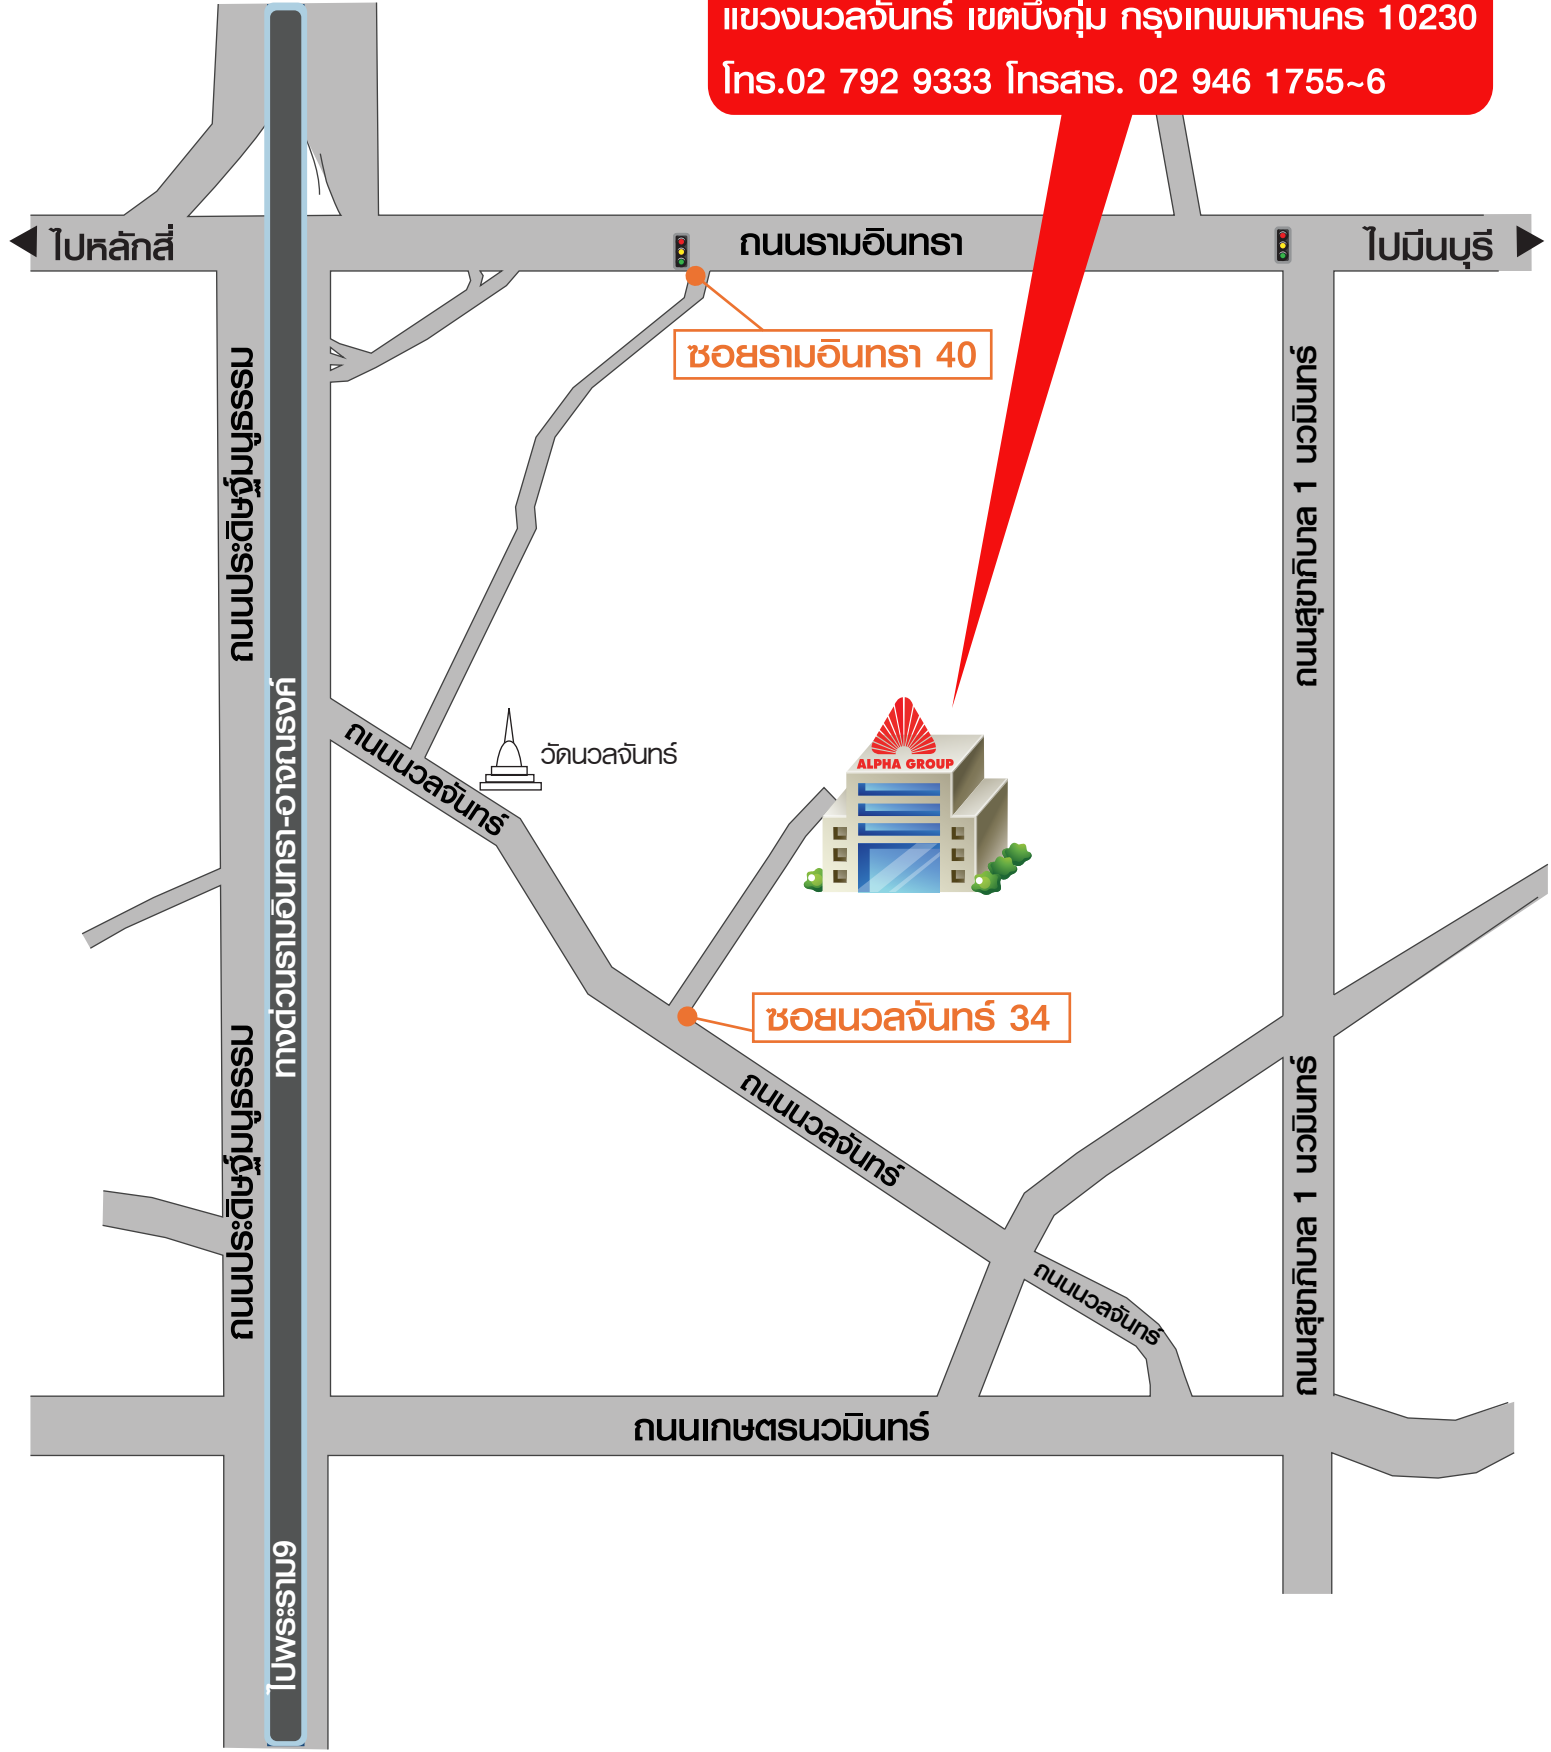 แขวงนวลจันทร์ เขตบึงกุ่ม กรุงเทพมหานคร 10230
โทร.02 792 9333 โทรสาร. 02 946 1755~6
ไปหลักสี่
ถนนรามอินทรา
ไปมีนบุรี
ซอยรามอินทรา 40
ถนนประดิษฐ์มนูธรรม
ถนนสุขาภิบาล 1 นวมินทร์
ทางด่วนรามอินทรา-อาจณรงค์
ถนนนวลจันทร์
วัดนวลจันทร์
ALPHA GROUP
ซอยนวลจันทร์ 34
ถนนประดิษฐ์มนูธรรม
ถนนนวลจันทร์
ถนนสุขาภิบาล 1 นวมินทร์
ถนนนวลจันทร์
ถนนเกษตรนวมินทร์
ไปพระราม9